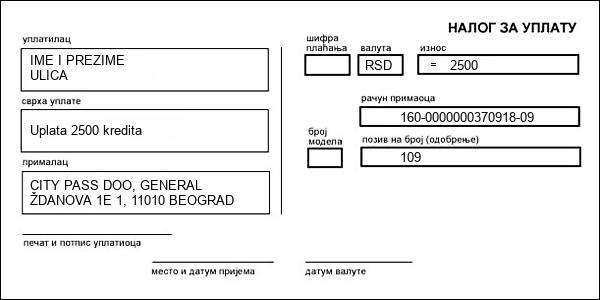 НАЛОГ ЗА УПЛАТУ
уплатилац
IME I PREZIME
ULICA
сврха уплате
Uplata 2500 kredita
прималац
CITY PASS DOO, GENERAL
ŽDANOVA 1E 1, 11010 BEOGRAD
печат и потпис уплатиоца
место и датум пријема
шифра
плаћања
валута
RSD
износ
= 2500
рачун примаоца
160-0000000370918-09
број
модела
позив на број (одобрење)
109
датум валуте